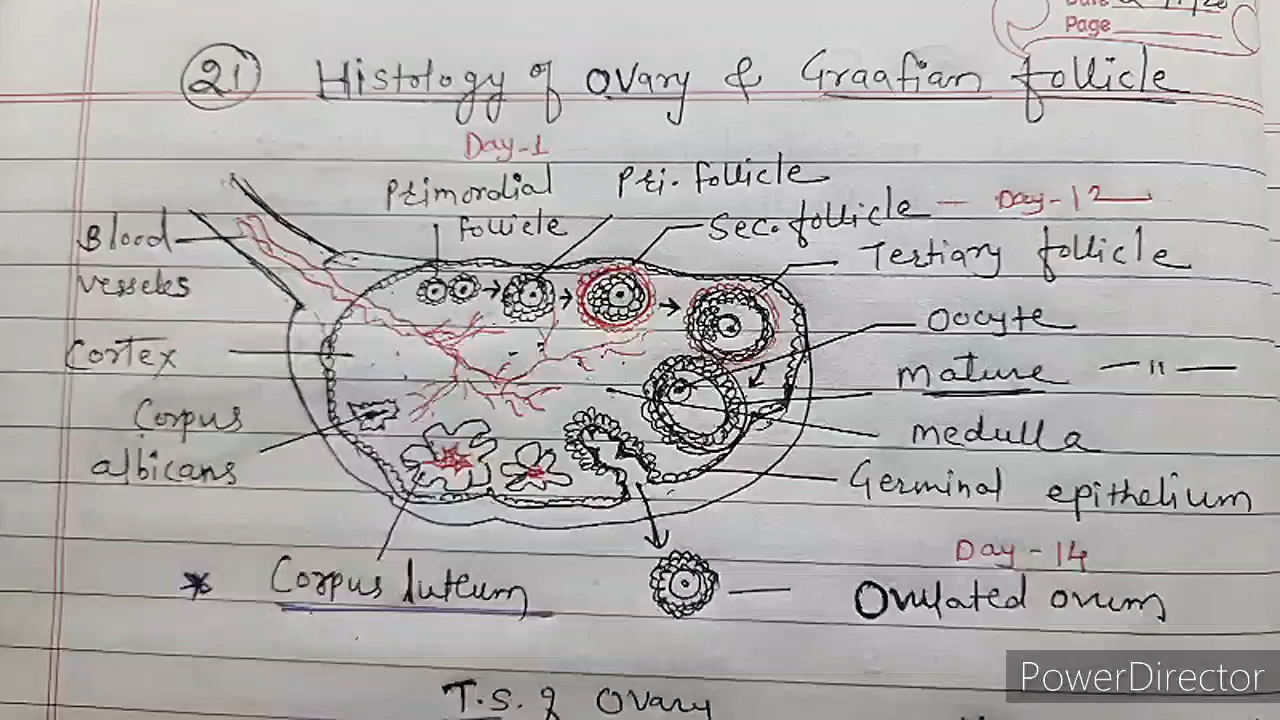 Page
21 Histology of Ovary & Graafian follicle
Day-1
Primordial follicle
Pri. follicle
Sec. follicle — Day-12
Tertiary follicle
Blood vessels
Oocyte
Cortex
Mature —"—
Corpus albicans
Medulla
Germinal epithelium
Day-14
* Corpus luteum
Ovulated ovum
T.S. of Ovary
PowerDirector